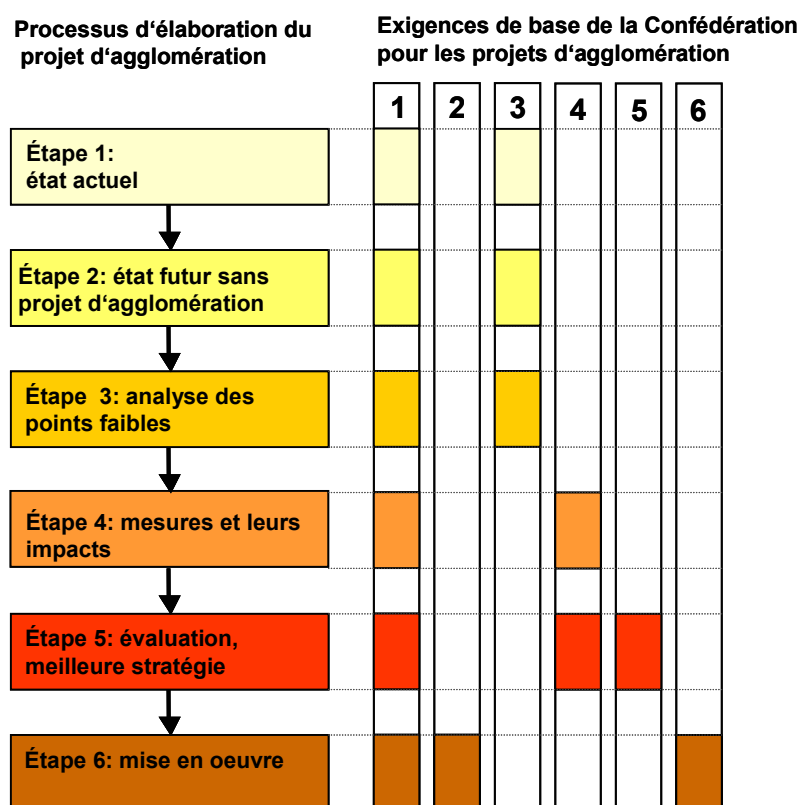 Processus d‘élaboration du
projet d‘agglomération
Exigences de base de la Confédération
pour les projets d‘agglomération
1 2 3 4 5 6
Étape 1:
état actuel
Étape 2: état futur sans
projet d‘agglomération
Étape 3: analyse des
points faibles
Étape 4: mesures et leurs
impacts
Étape 5: évaluation,
meilleure stratégie
Étape 6: mise en oeuvre